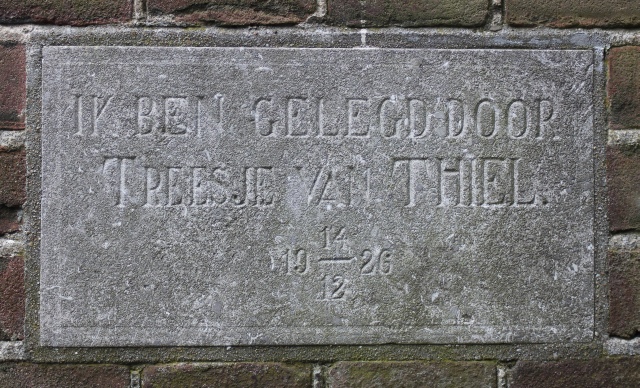 IK BEN GELEGD DOOR
TREESJE VAN THIEL.
14
19 — 26
12